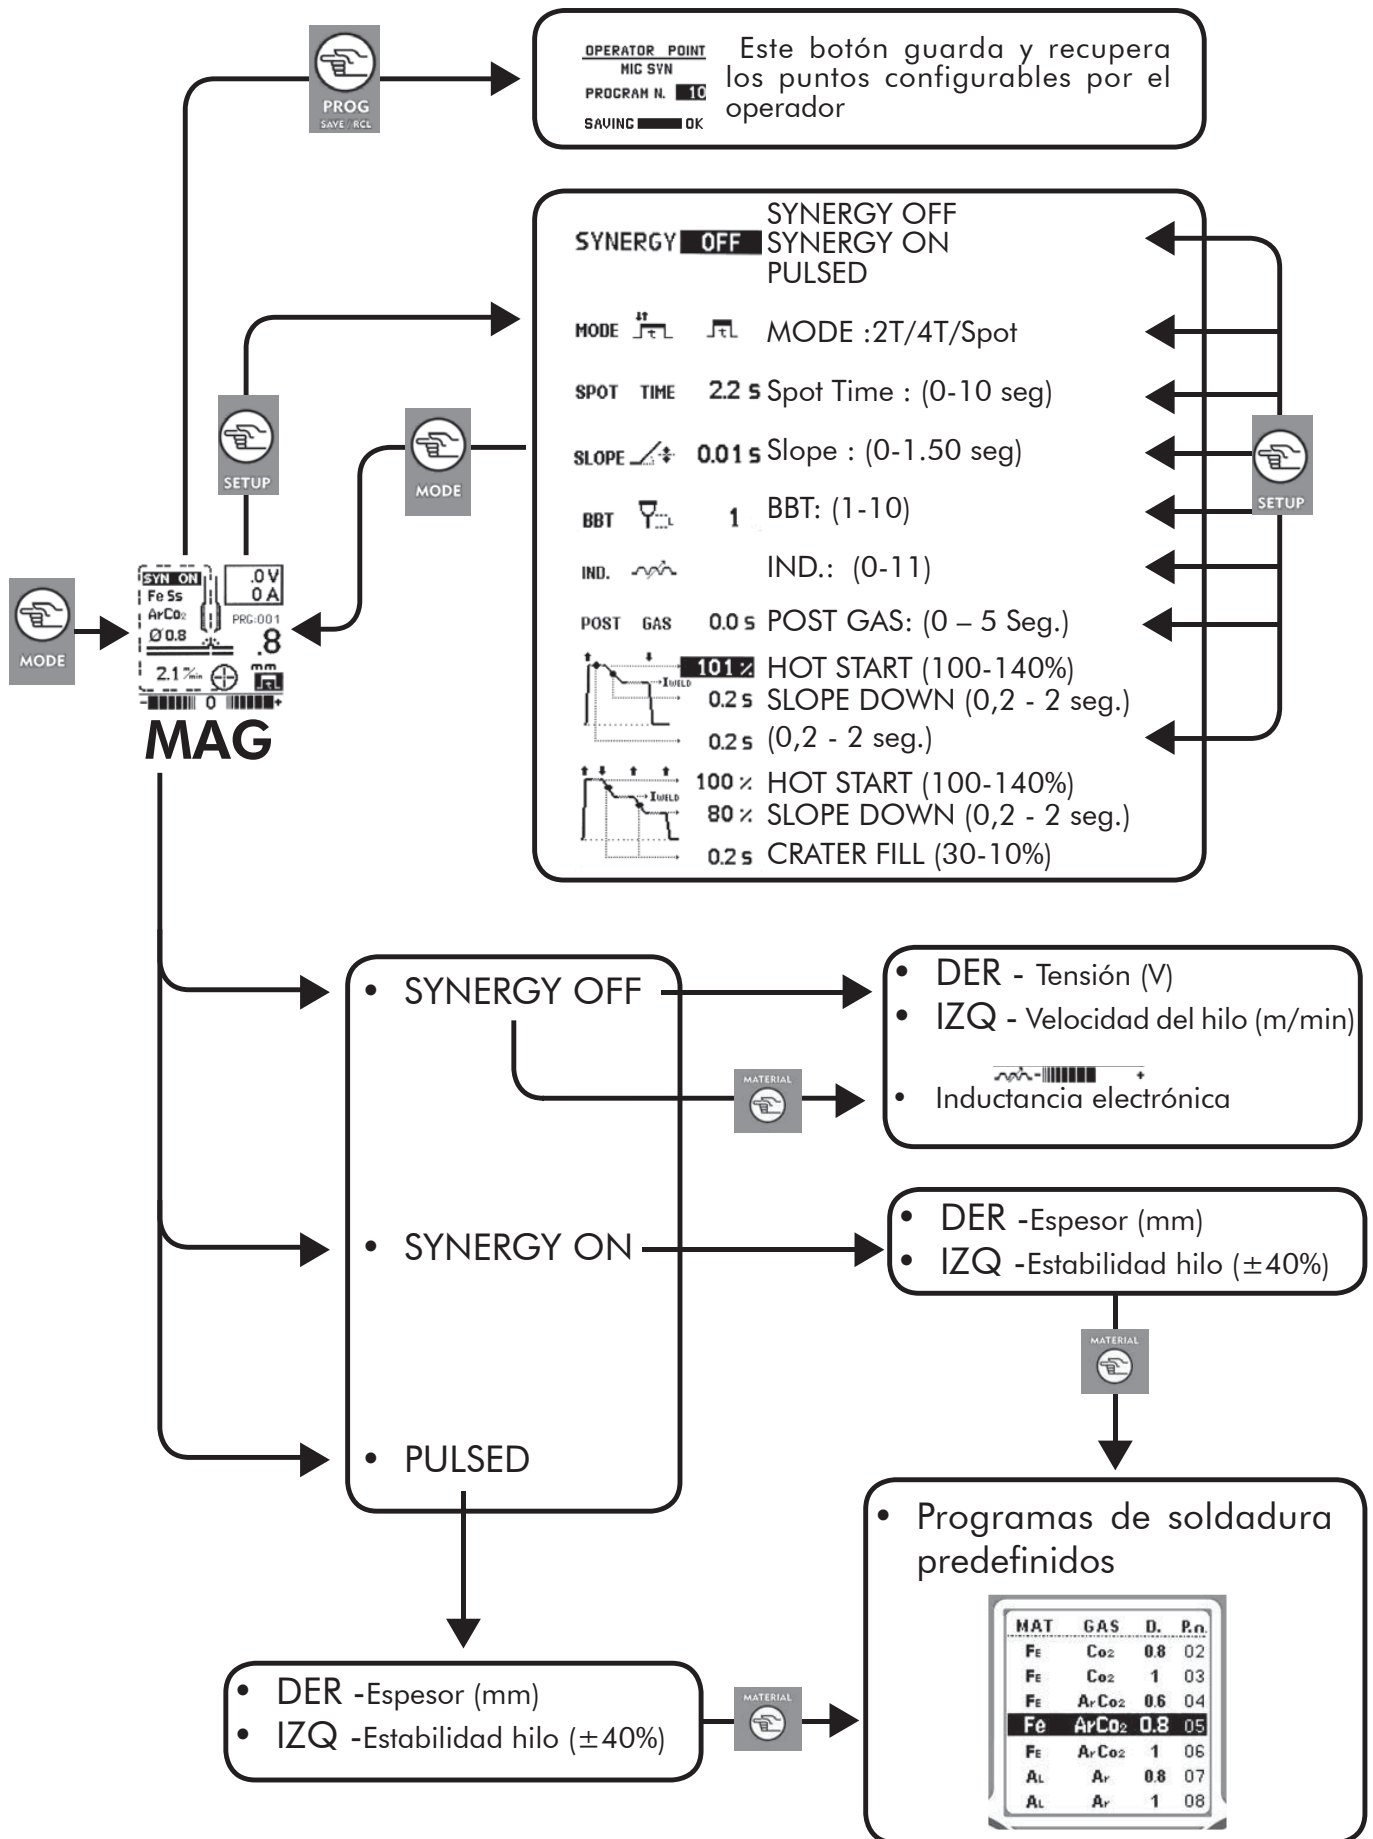 PROG
SAVE / RCL
OPERATOR POINT
MIG SYN
PROGRAM N. 10
SAVING OK
Este botón guarda y recupera
los puntos configurables por el
operador
SYNERGY OFF
SYNERGY OFF
SYNERGY ON
PULSED
MODE
MODE :2T/4T/Spot
SPOT TIME 2.2 s
Spot Time : (0-10 seg)
SLOPE 0.01 s
Slope : (0-1.50 seg)
BBT L 1
BBT: (1-10)
IND.
IND.: (0-11)
POST GAS 0.0 s
POST GAS: (0 – 5 Seg.)
101 %
HOT START (100-140%)
IWELD
0.2 s
SLOPE DOWN (0,2 - 2 seg.)
0.2 s
(0,2 - 2 seg.)
100 %
HOT START (100-140%)
IWELD
80 %
SLOPE DOWN (0,2 - 2 seg.)
0.2 s
CRATER FILL (30-10%)
SETUP
SETUP
MODE
MODE
SYN ON
.0 V
0 A
Fe Ss
ArCo2
PRG:001
Ø 0.8
.8
mm
2.1 m/min
- 0 +
MAG
• SYNERGY OFF
• DER - Tensión (V)
• IZQ - Velocidad del hilo (m/min)
MATERIAL
- +
• Inductancia electrónica
• SYNERGY ON
• DER -Espesor (mm)
• IZQ -Estabilidad hilo (±40%)
MATERIAL
• PULSED
• Programas de soldadura
predefinidos
MAT GAS D. P.n.
FE Co2 0.8 02
FE Co2 1 03
FE ArCo2 0.6 04
Fe ArCo2 0.8 05
FE ArCo2 1 06
AL Ar 0.8 07
AL Ar 1 08
• DER -Espesor (mm)
• IZQ -Estabilidad hilo (±40%)
MATERIAL